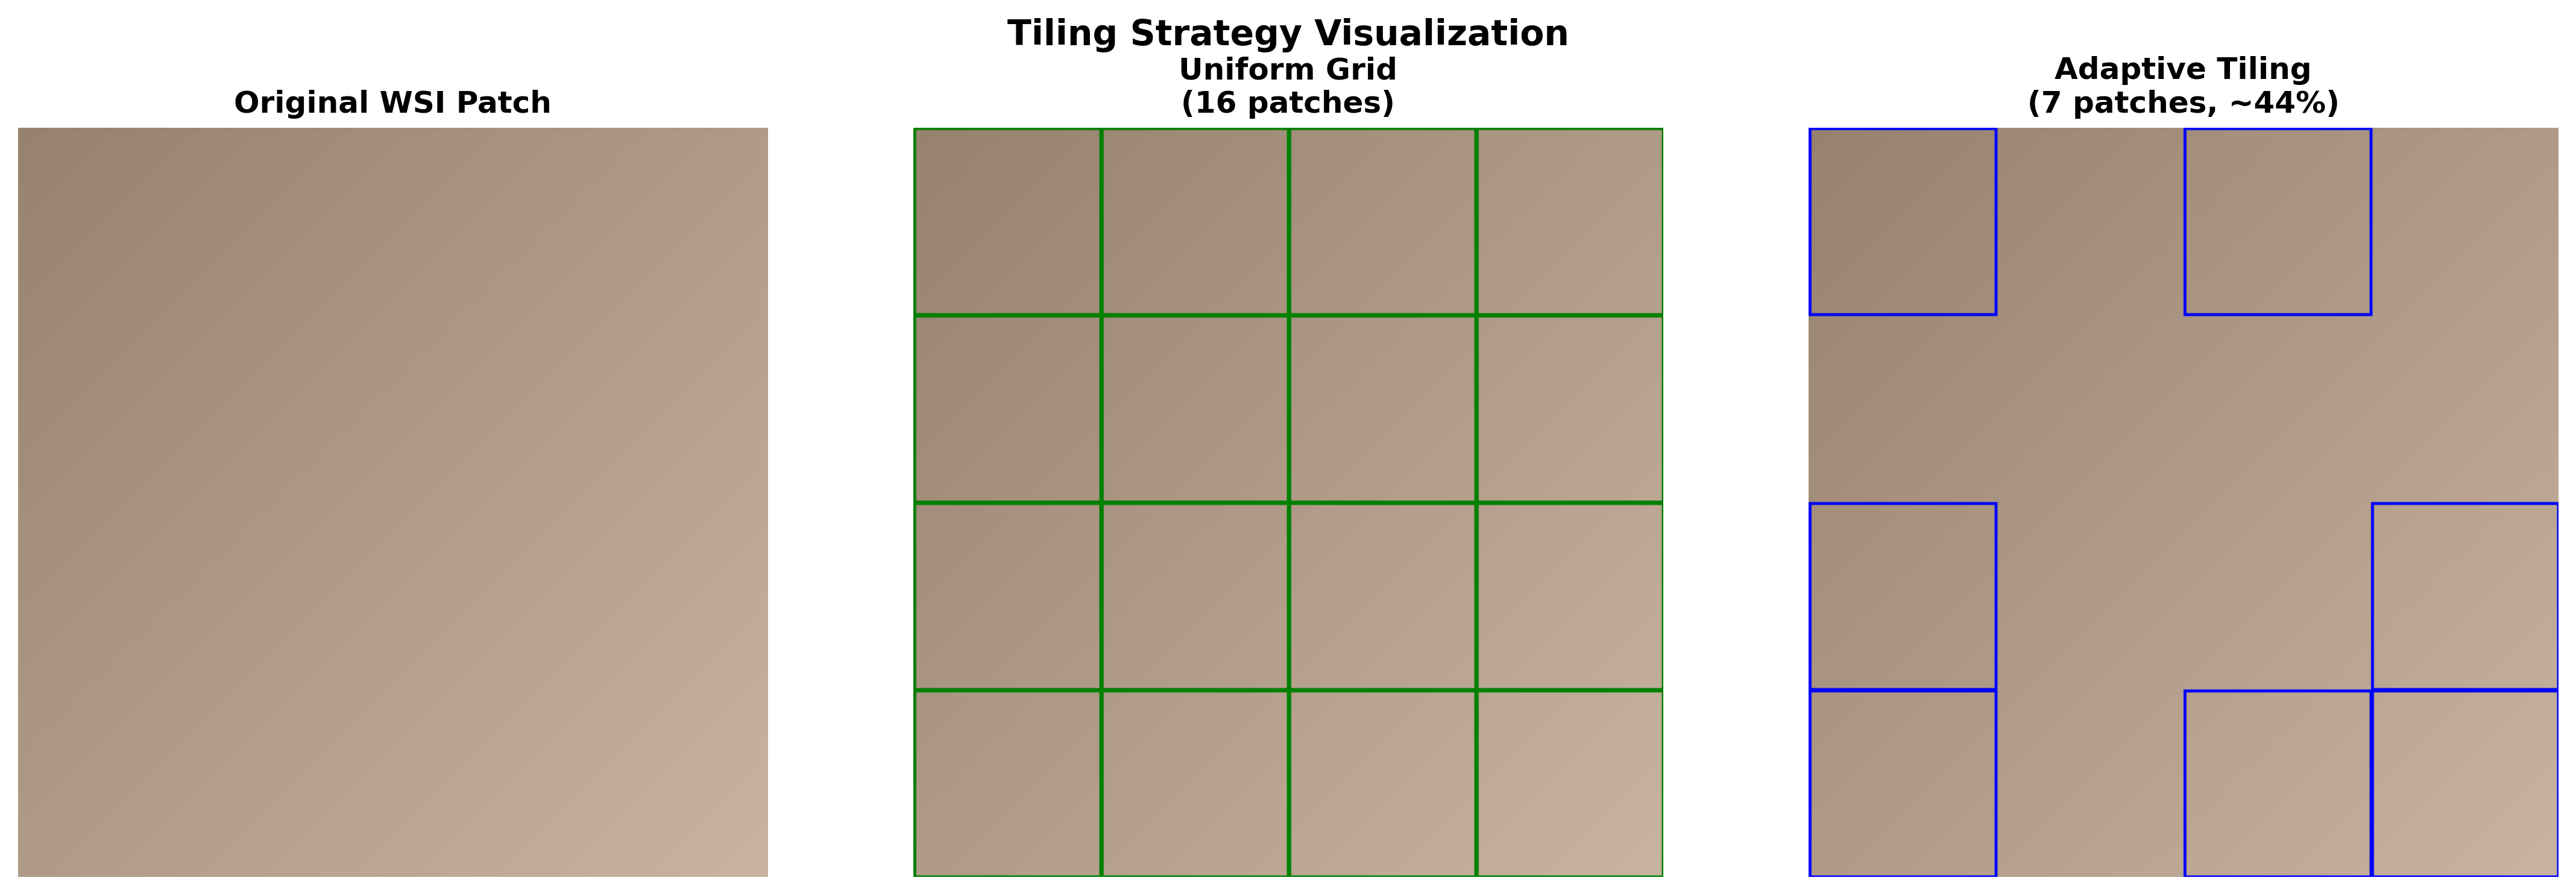 Tiling Strategy Visualization
Original WSI Patch
Uniform Grid
(16 patches)
Adaptive Tiling
(7 patches, ~44%)